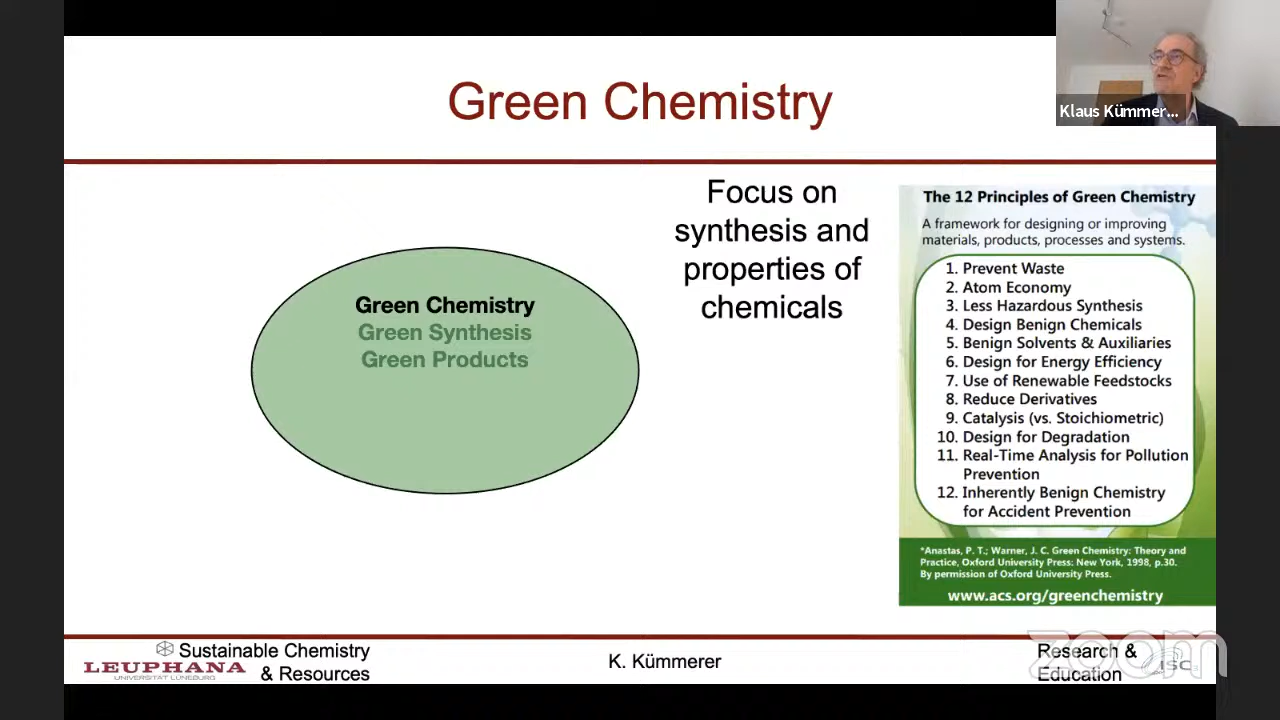 Green Chemistry
Klaus Kümmer...
Focus on
synthesis and
properties of
chemicals
Green Chemistry
Green Synthesis
Green Products
The 12 Principles of Green Chemistry
A framework for designing or improving
materials, products, processes and systems.
1. Prevent Waste
2. Atom Economy
3. Less Hazardous Synthesis
4. Design Benign Chemicals
5. Benign Solvents & Auxiliaries
6. Design for Energy Efficiency
7. Use of Renewable Feedstocks
8. Reduce Derivatives
9. Catalysis (vs. Stoichiometric)
10. Design for Degradation
11. Real-Time Analysis for Pollution
Prevention
12. Inherently Benign Chemistry
for Accident Prevention
*Anastas, P. T.; Warner, J. C. Green Chemistry: Theory and
Practice, Oxford University Press: New York, 1998, p.30.
By permission of Oxford University Press.
www.acs.org/greenchemistry
Sustainable Chemistry
& Resources
LEUPHANA
UNIVERSITÄT LÜNEBURG
K. Kümmerer
Research &
Education
ISC3
zoom